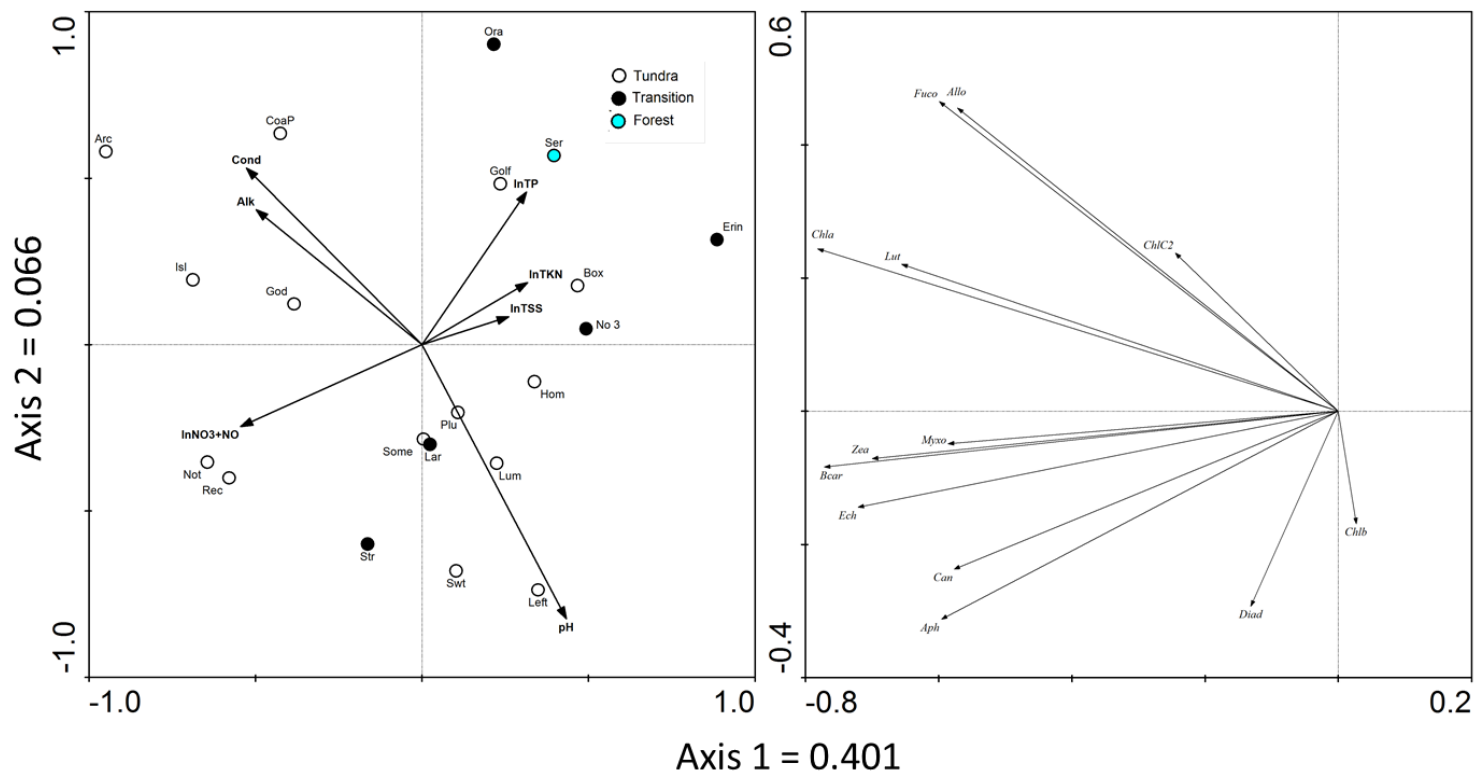 1.0
Ora
Tundra
Transition
Forest
CoaP
Arc
Cond
Ser
Golf
lnTP
Alk
Erin
Isl
God
lnTKN
Box
lnTSS
No 3
Hom
Plu
lnNO3+NO
Some
Lar
Not
Rec
Lum
Str
Swt
Left
pH
-1.0
-1.0
1.0
Axis 2 = 0.066
0.6
Fuco Allo
Chla
ChlC2
Lut
Myxo
Zea
Bcar
Ech
Chlb
Can
Diad
Aph
-0.4
-0.8
0.2
Axis 1 = 0.401